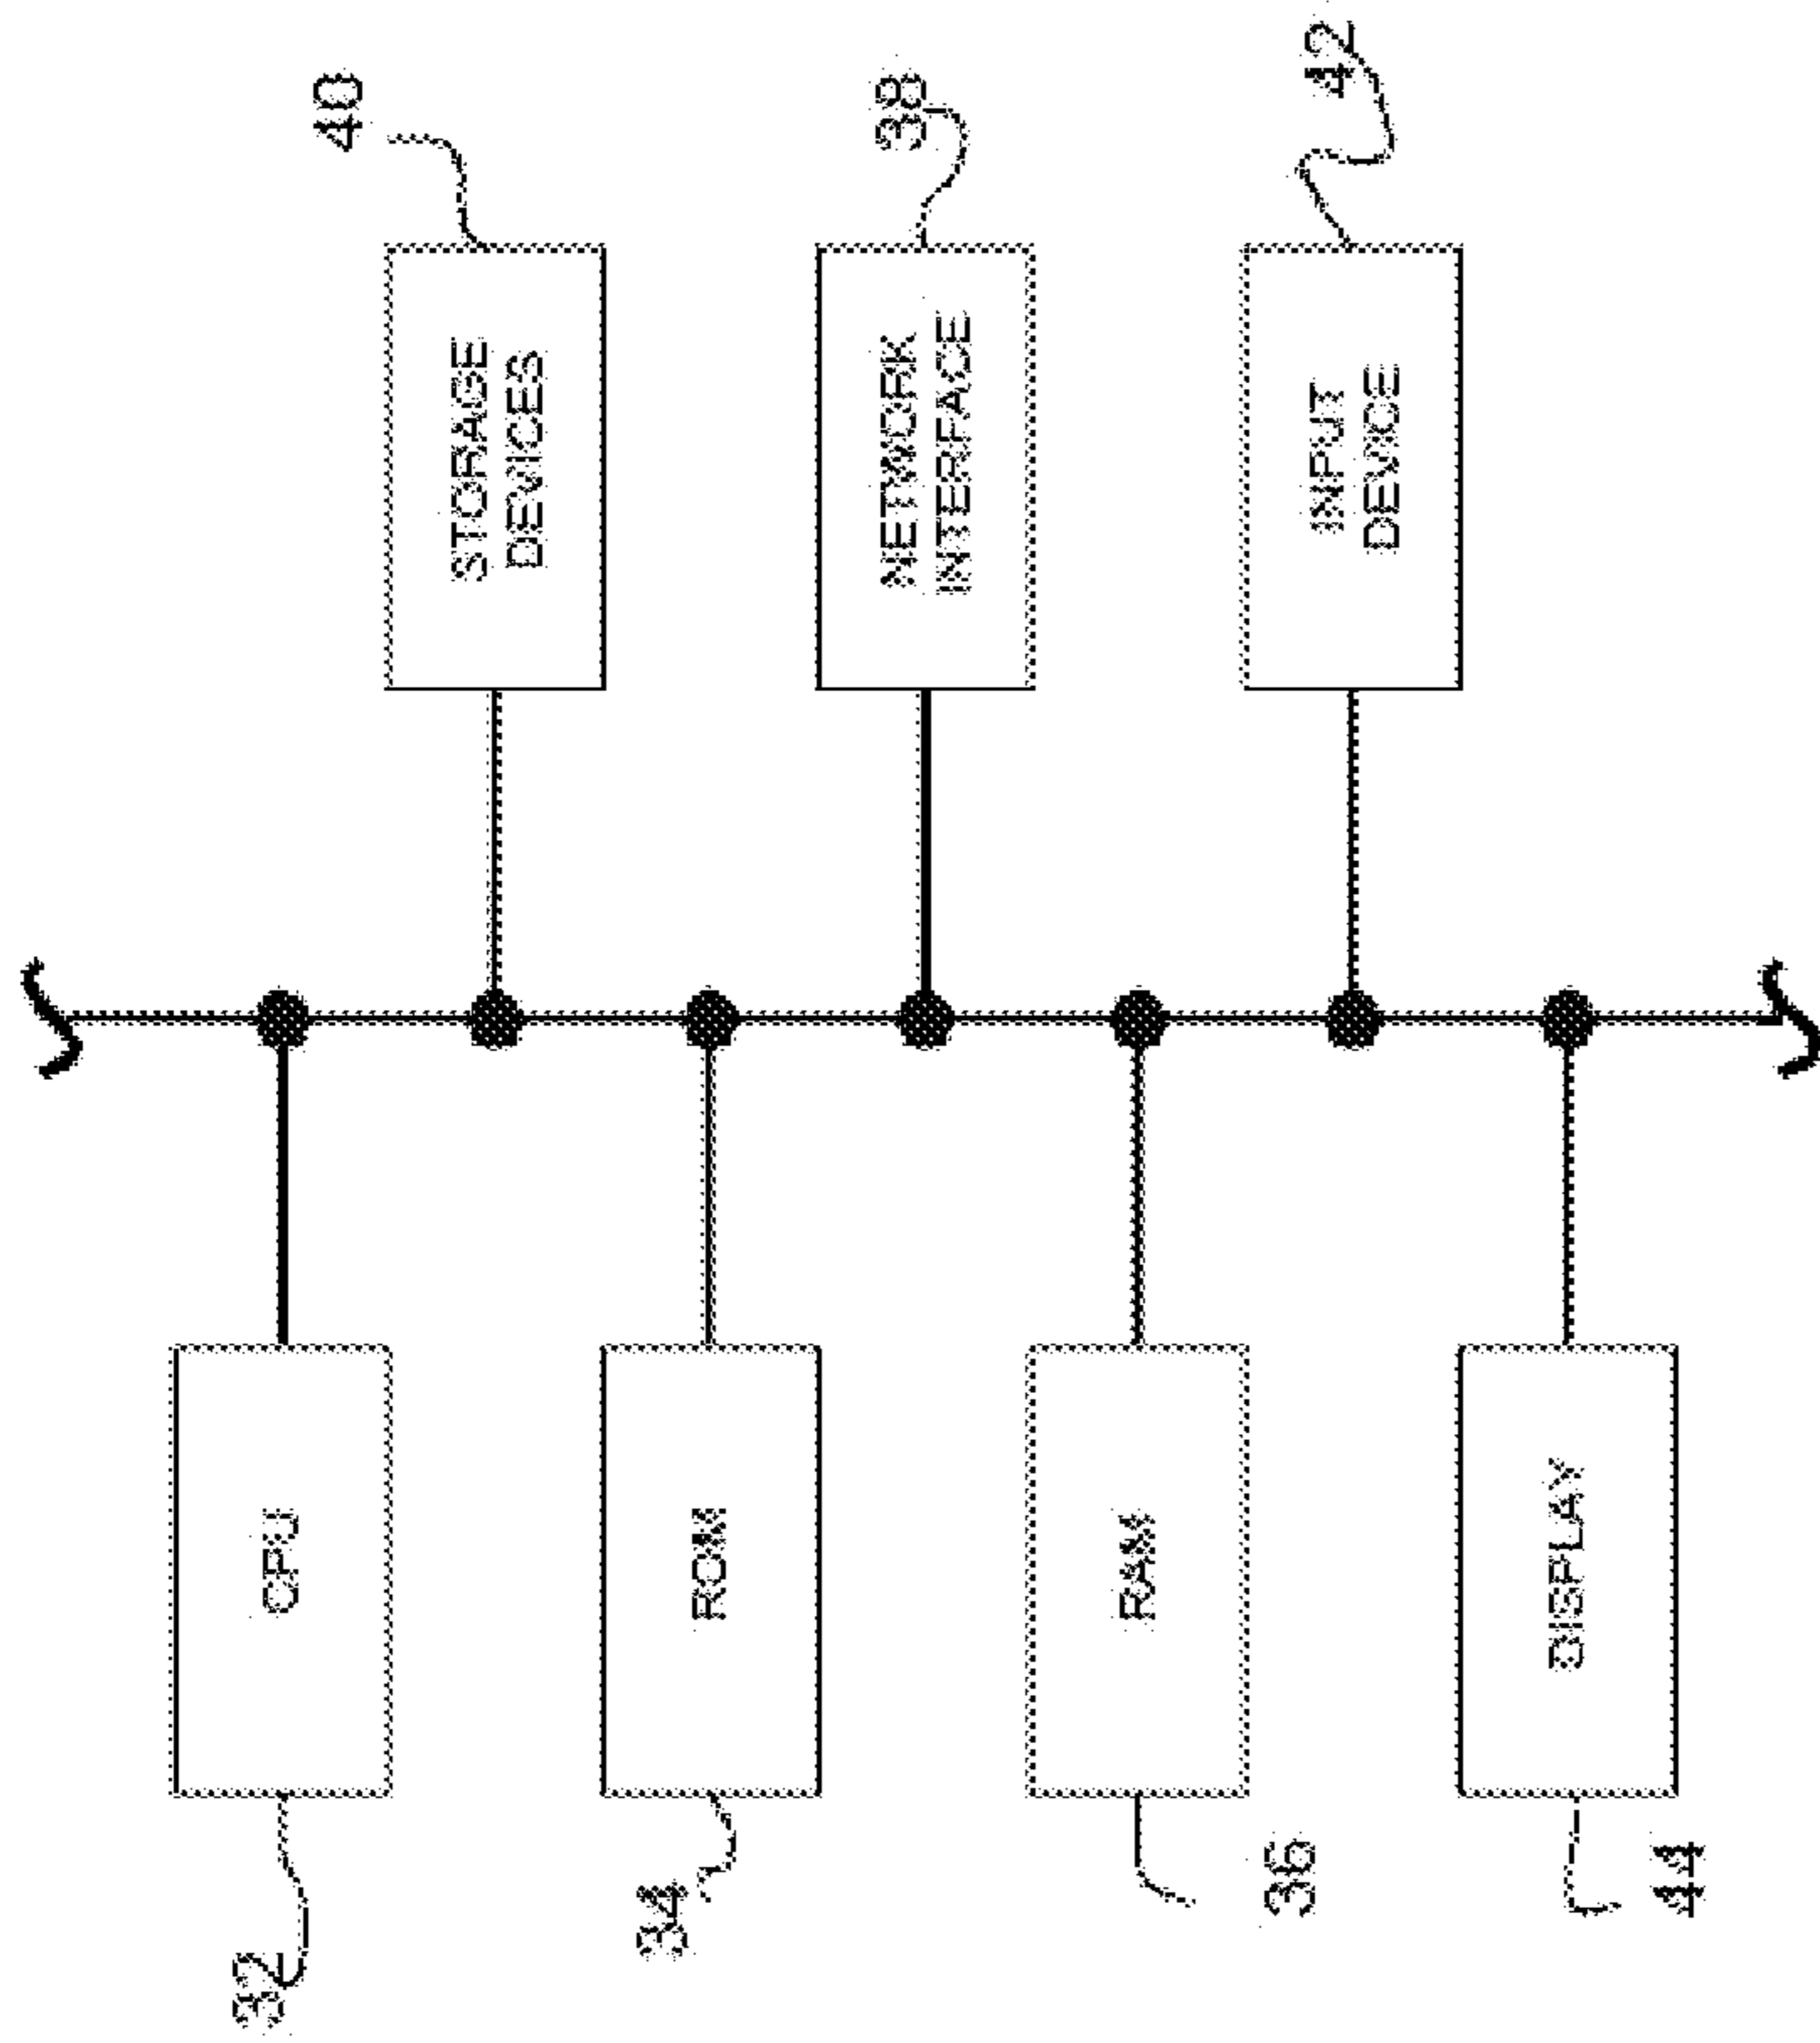 40
38
42
STORAGE
DEVICES
NETWORK
INTERFACE
INPUT
DEVICE
CPU
ROM
RAM
DISPLAY
32
34
36
44